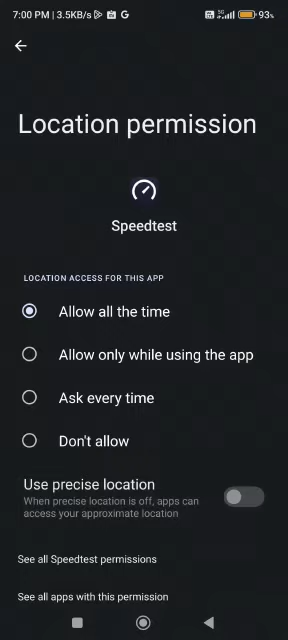 7:00 PM | 3.5KB/s
5G 93%
Location permission
Speedtest
LOCATION ACCESS FOR THIS APP
Allow all the time
Allow only while using the app
Ask every time
Don't allow
Use precise location
When precise location is off, apps can
access your approximate location
See all Speedtest permissions
See all apps with this permission